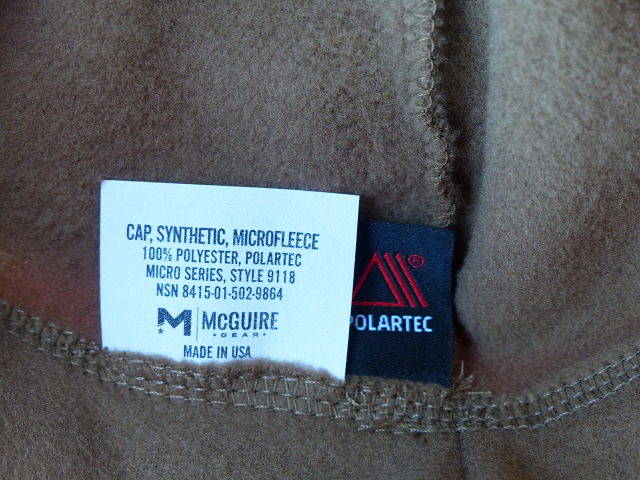 CAP, SYNTHETIC, MICROFLEECE
100% POLYESTER, POLARTEC
MICRO SERIES, STYLE 9118
NSN 8415-01-502-9864
M McGUIRE
GEAR
MADE IN USA
®
POLARTEC